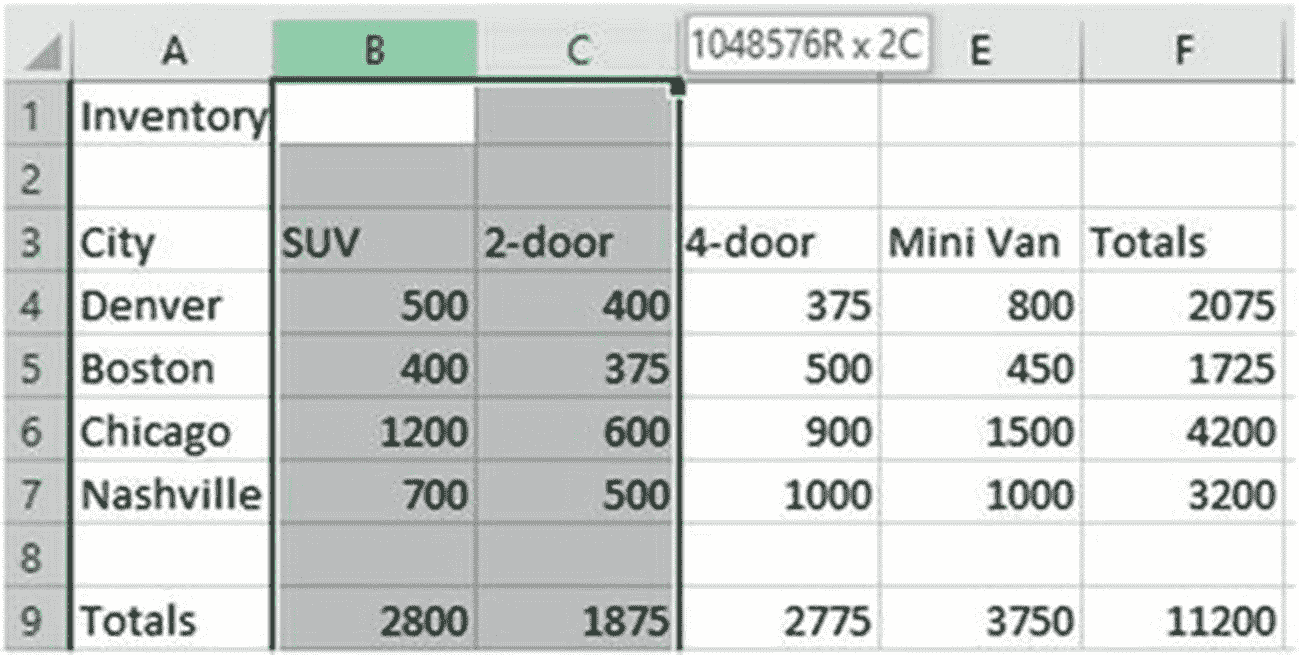 A B C 1048576R x 2C E F
1 Inventory
2
3 City SUV 2-door 4-door Mini Van Totals
4 Denver 500 400 375 800 2075
5 Boston 400 375 500 450 1725
6 Chicago 1200 600 900 1500 4200
7 Nashville 700 500 1000 1000 3200
8
9 Totals 2800 1875 2775 3750 11200